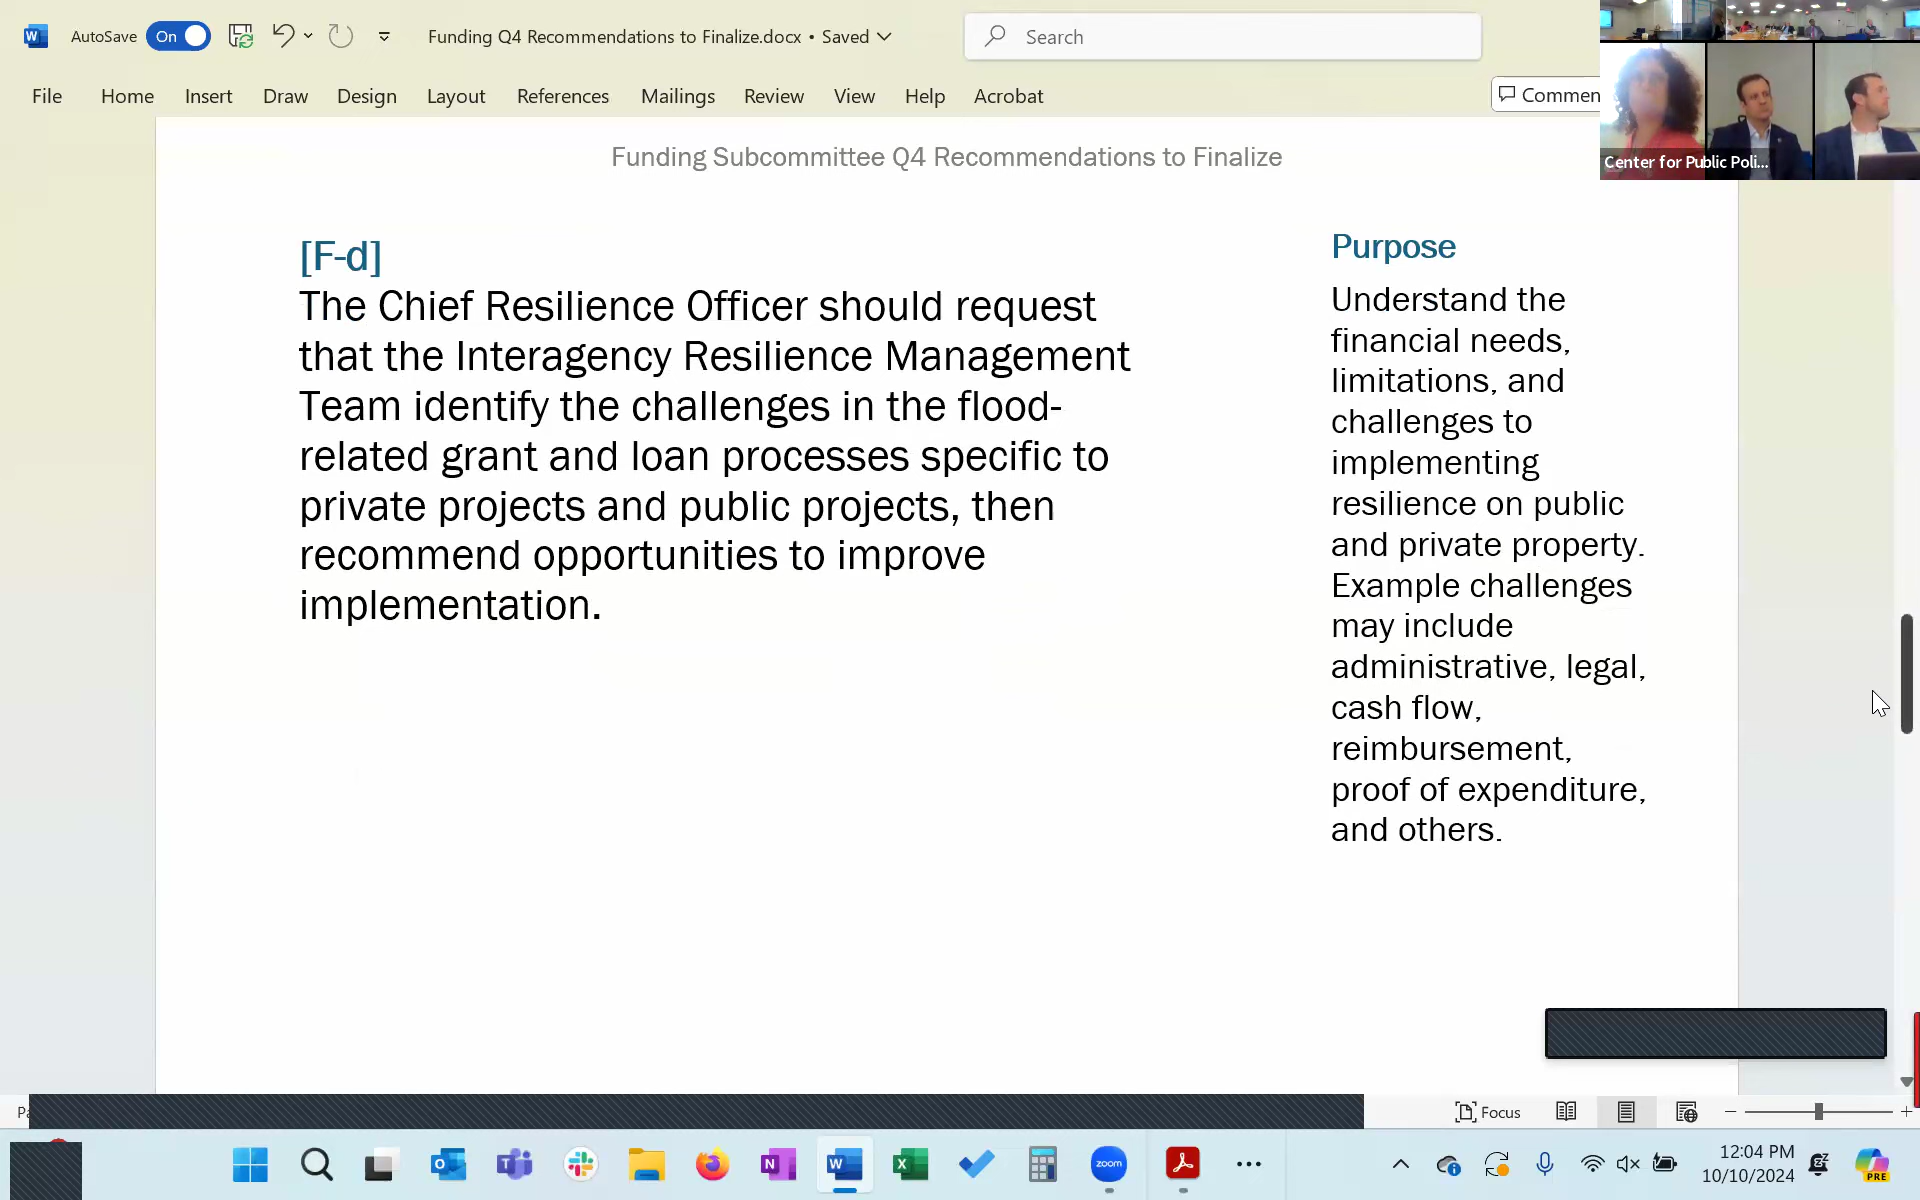 AutoSave
On
Funding Q4 Recommendations to Finalize.docx • Saved
Search
File
Home
Insert
Draw
Design
Layout
References
Mailings
Review
View
Help
Acrobat
Commen
Center for Public Poli...
Funding Subcommittee Q4 Recommendations to Finalize
[F-d]
The Chief Resilience Officer should request
that the Interagency Resilience Management
Team identify the challenges in the flood-
related grant and loan processes specific to
private projects and public projects, then
recommend opportunities to improve
implementation.
Purpose
Understand the
financial needs,
limitations, and
challenges to
implementing
resilience on public
and private property.
Example challenges
may include
administrative, legal,
cash flow,
reimbursement,
proof of expenditure,
and others.
Focus
zoom
12:04 PM
10/10/2024
PRE